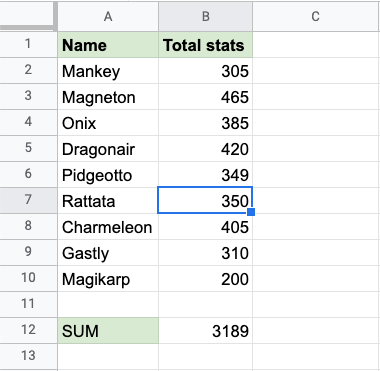 A B C
1 Name Total stats
2 Mankey 305
3 Magneton 465
4 Onix 385
5 Dragonair 420
6 Pidgeotto 349
7 Rattata 350
8 Charmeleon 405
9 Gastly 310
10 Magikarp 200
11
12 SUM 3189
13